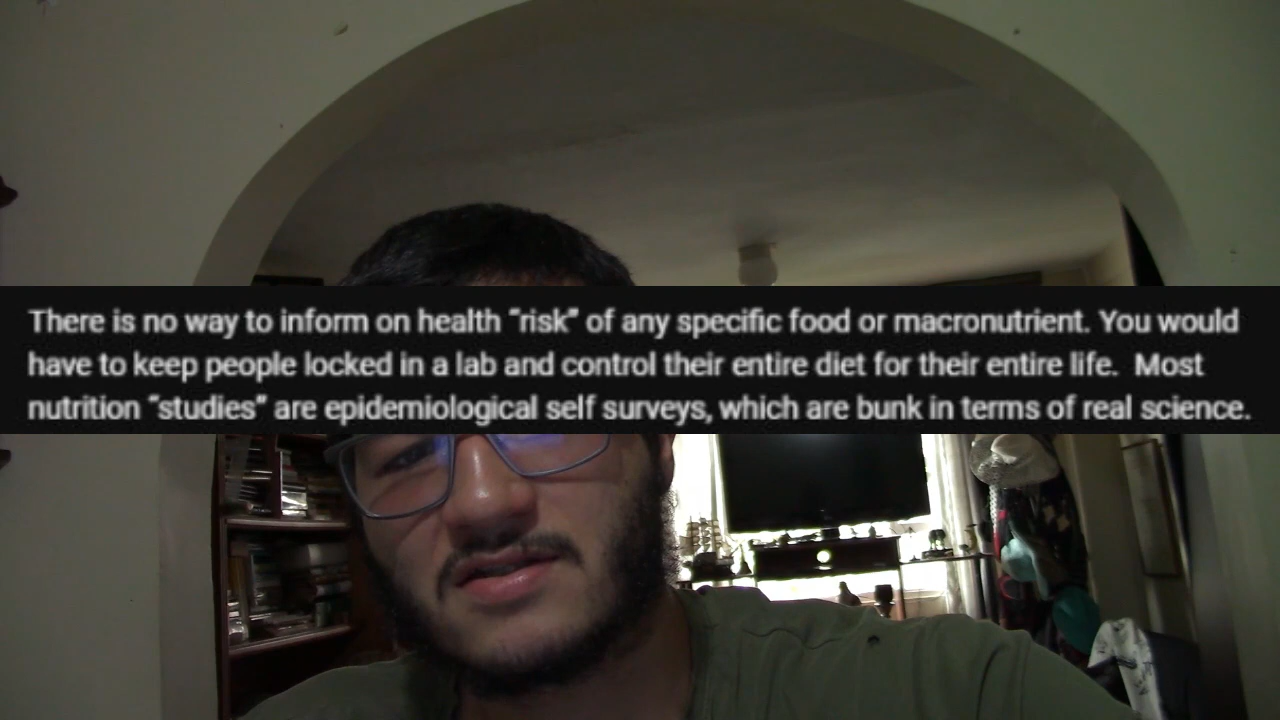 There is no way to inform on health “risk” of any specific food or macronutrient. You would
have to keep people locked in a lab and control their entire diet for their entire life.  Most
nutrition “studies” are epidemiological self surveys, which are bunk in terms of real science.